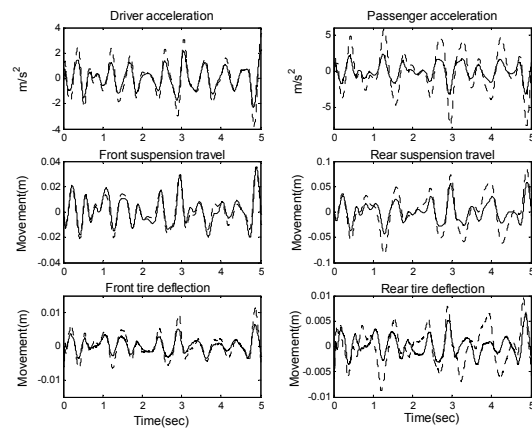 Driver acceleration
m/s²
4
2
0
-2
-4
0 1 2 3 4 5
Passenger acceleration
m/s²
5
0
-5
0 1 2 3 4 5
Front suspension travel
Movement(m)
0.04
0.02
0
-0.02
-0.04
0 1 2 3 4 5
Rear suspension travel
Movement(m)
0.1
0.05
0
-0.05
-0.1
0 1 2 3 4 5
Front tire deflection
Movement(m)
0.01
0
-0.01
0 1 2 3 4 5
Time(sec)
Rear tire deflection
Movement(m)
0.01
0.005
0
-0.005
-0.01
0 1 2 3 4 5
Time(sec)